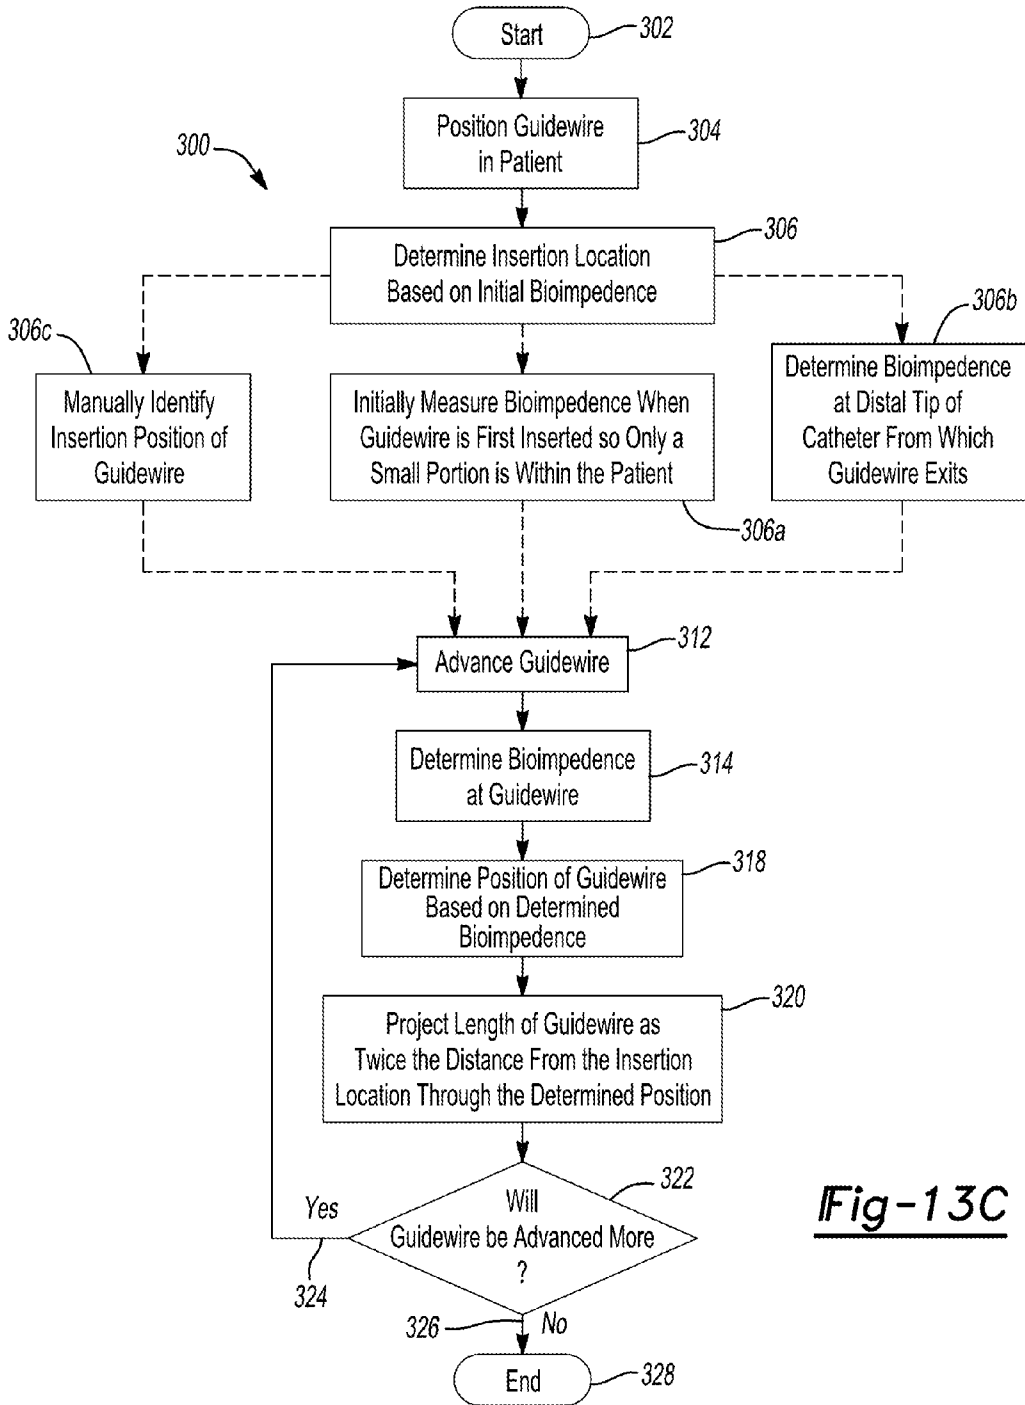 Start
302
Position Guidewire
in Patient
304
300
Determine Insertion Location
Based on Initial Bioimpedence
306
306c
306b
Manually Identify
Insertion Position of
Guidewire
Initially Measure Bioimpedence When
Guidewire is First Inserted so Only a
Small Portion is Within the Patient
306a
Determine Bioimpedence
at Distal Tip of
Catheter From Which
Guidewire Exits
Advance Guidewire
312
Determine Bioimpedence
at Guidewire
314
Determine Position of Guidewire
Based on Determined
Bioimpedence
318
Project Length of Guidewire as
Twice the Distance From the Insertion
Location Through the Determined Position
320
Will
Guidewire be Advanced More
?
322
Yes
324
326
No
End
328
Fig-13C